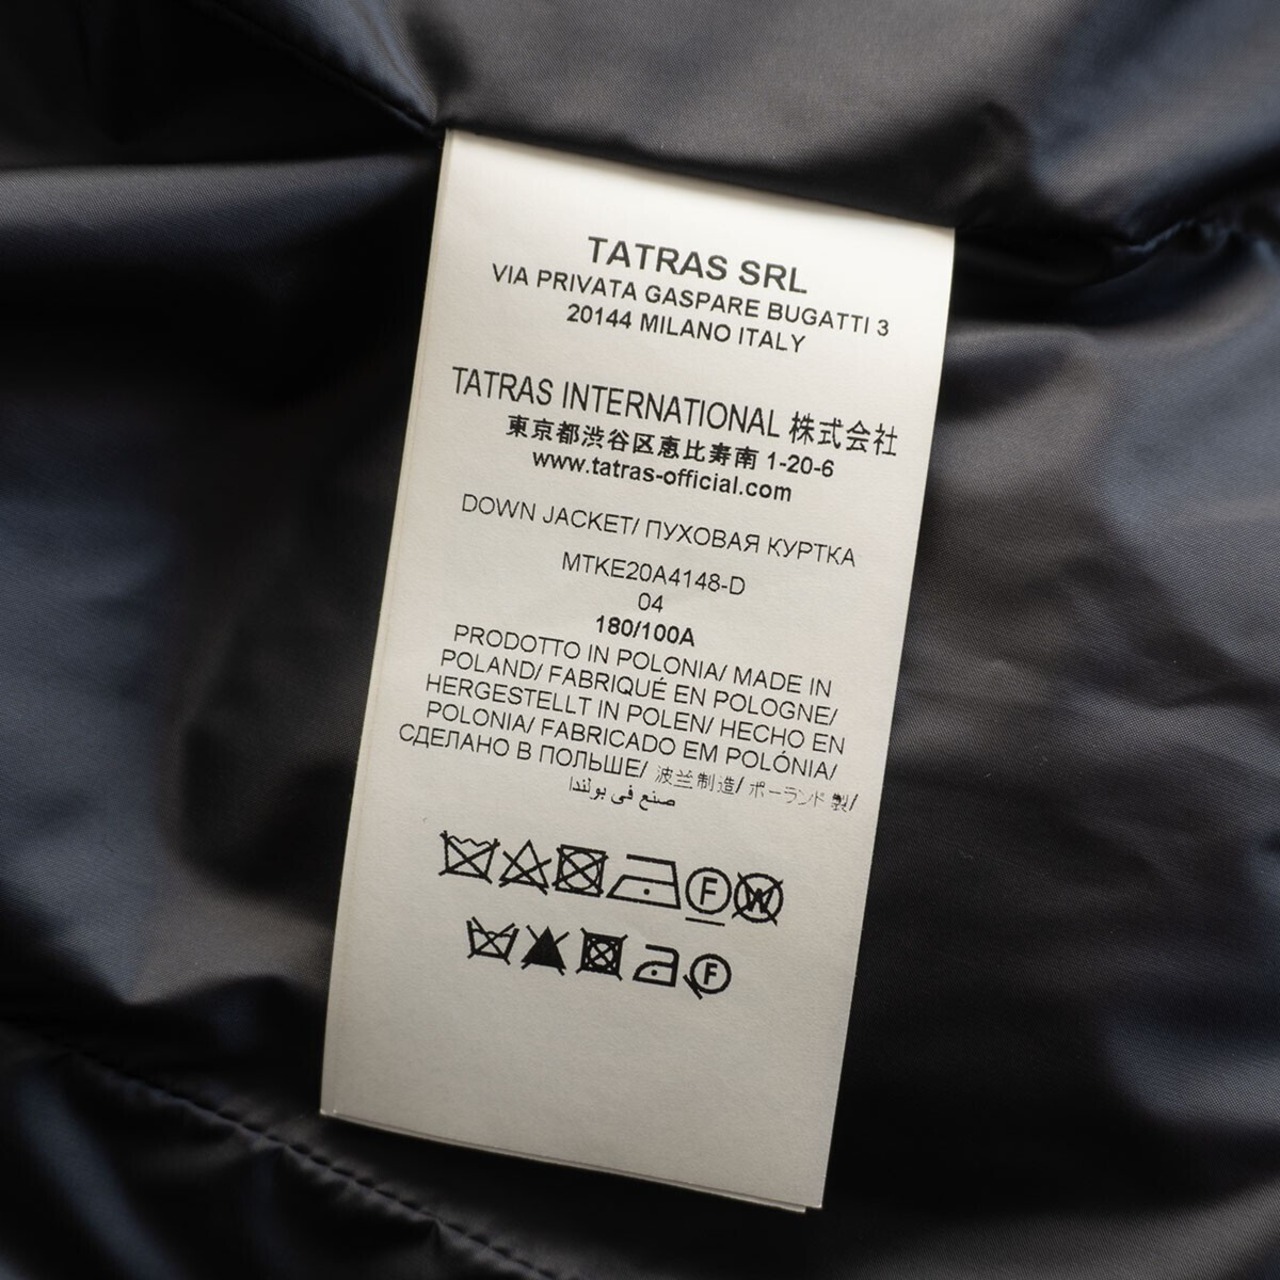 TATRAS SRL
VIA PRIVATA GASPARE BUGATTI 3
20144 MILANO ITALY
TATRAS INTERNATIONAL 株式会社
東京都渋谷区恵比寿南 1-20-6
www.tatras-official.com
DOWN JACKET/ ПУХОВАЯ КУРТКА
MTKE20A4148-D
04
180/100A
PRODOTTO IN POLONIA/ MADE IN
POLAND/ FABRIQUÉ EN POLOGNE/
HERGESTELLT IN POLEN/ HECHO EN
POLONIA/ FABRICADO EM POLÓNIA/
СДЕЛАНО В ПОЛЬШЕ/ 波兰制造/ ポーランド 製/
صنع في بولندا
F W
F